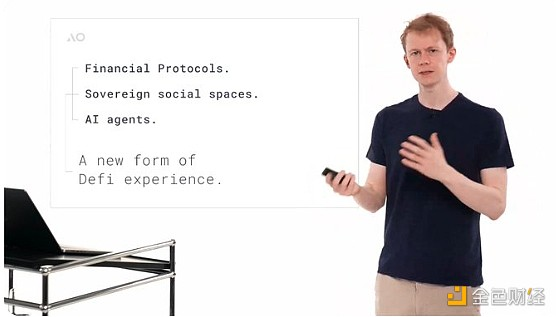 AO
Financial Protocols.
Sovereign social spaces.
AI agents.
A new form of
Defi experience.
金色财经